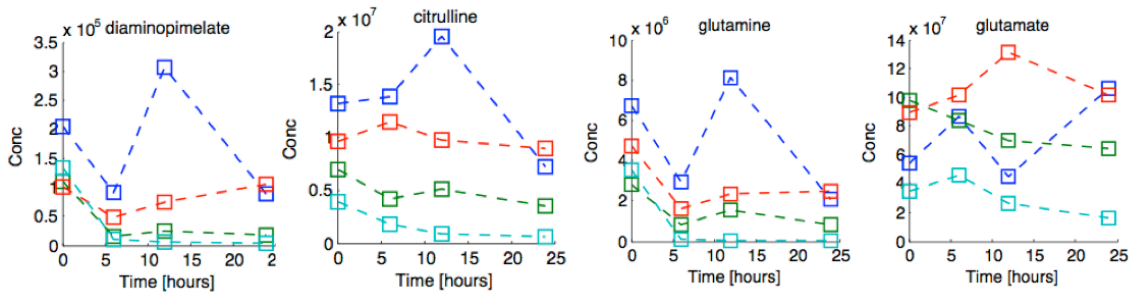 x 10^5 diaminopimelate
3.5
3
2.5
2
1.5
1
0.5
0
Conc
0 5 10 15 20 2
Time [hours]
x 10^7 citrulline
2
1.5
1
0.5
0
Conc
0 5 10 15 20 25
Time [hours]
x 10^6 glutamine
10
8
6
4
2
0
Conc
0 5 10 15 20 25
Time [hours]
x 10^7 glutamate
14
12
10
8
6
4
2
0
Conc
0 5 10 15 20 25
Time [hours]